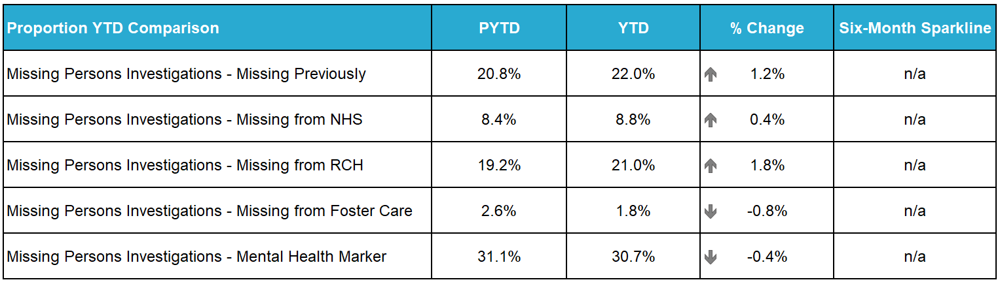 Proportion YTD Comparison PYTD YTD % Change Six-Month Sparkline
Missing Persons Investigations - Missing Previously 20.8% 22.0% 1.2% n/a
Missing Persons Investigations - Missing from NHS 8.4% 8.8% 0.4% n/a
Missing Persons Investigations - Missing from RCH 19.2% 21.0% 1.8% n/a
Missing Persons Investigations - Missing from Foster Care 2.6% 1.8% -0.8% n/a
Missing Persons Investigations - Mental Health Marker 31.1% 30.7% -0.4% n/a